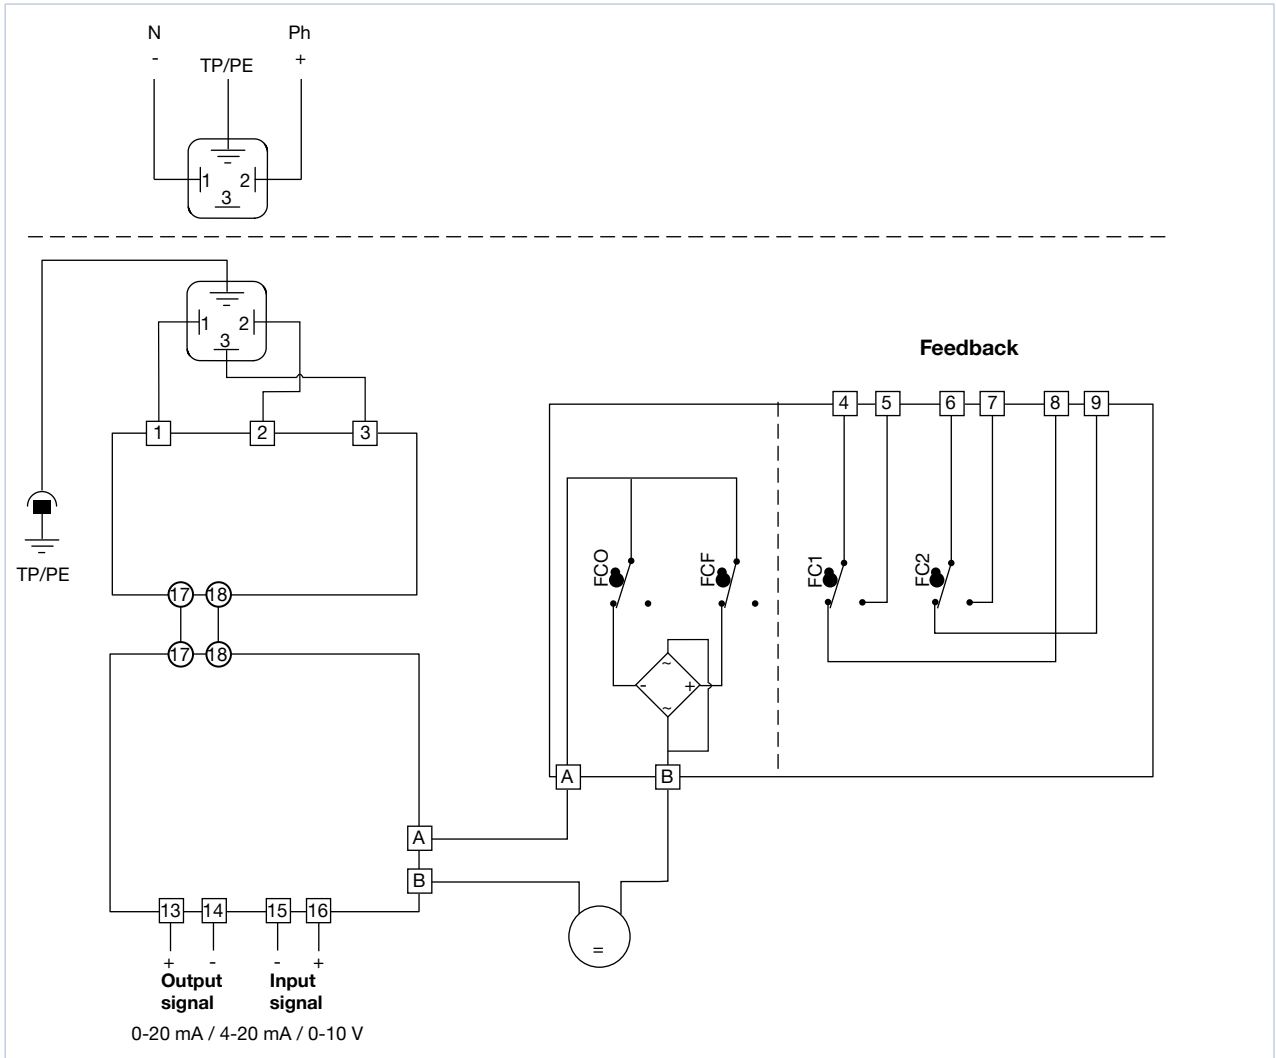 N Ph
- TP/PE +
1 2
3
1 2
3
Feedback
4 5 6 7 8 9
1 2 3
FCO FCF FC1 FC2
TP/PE
17 18
17 18
~
- +
~
A B
A
B
13 14 15 16
=
+ - - +
Output Input
signal signal
0-20 mA / 4-20 mA / 0-10 V